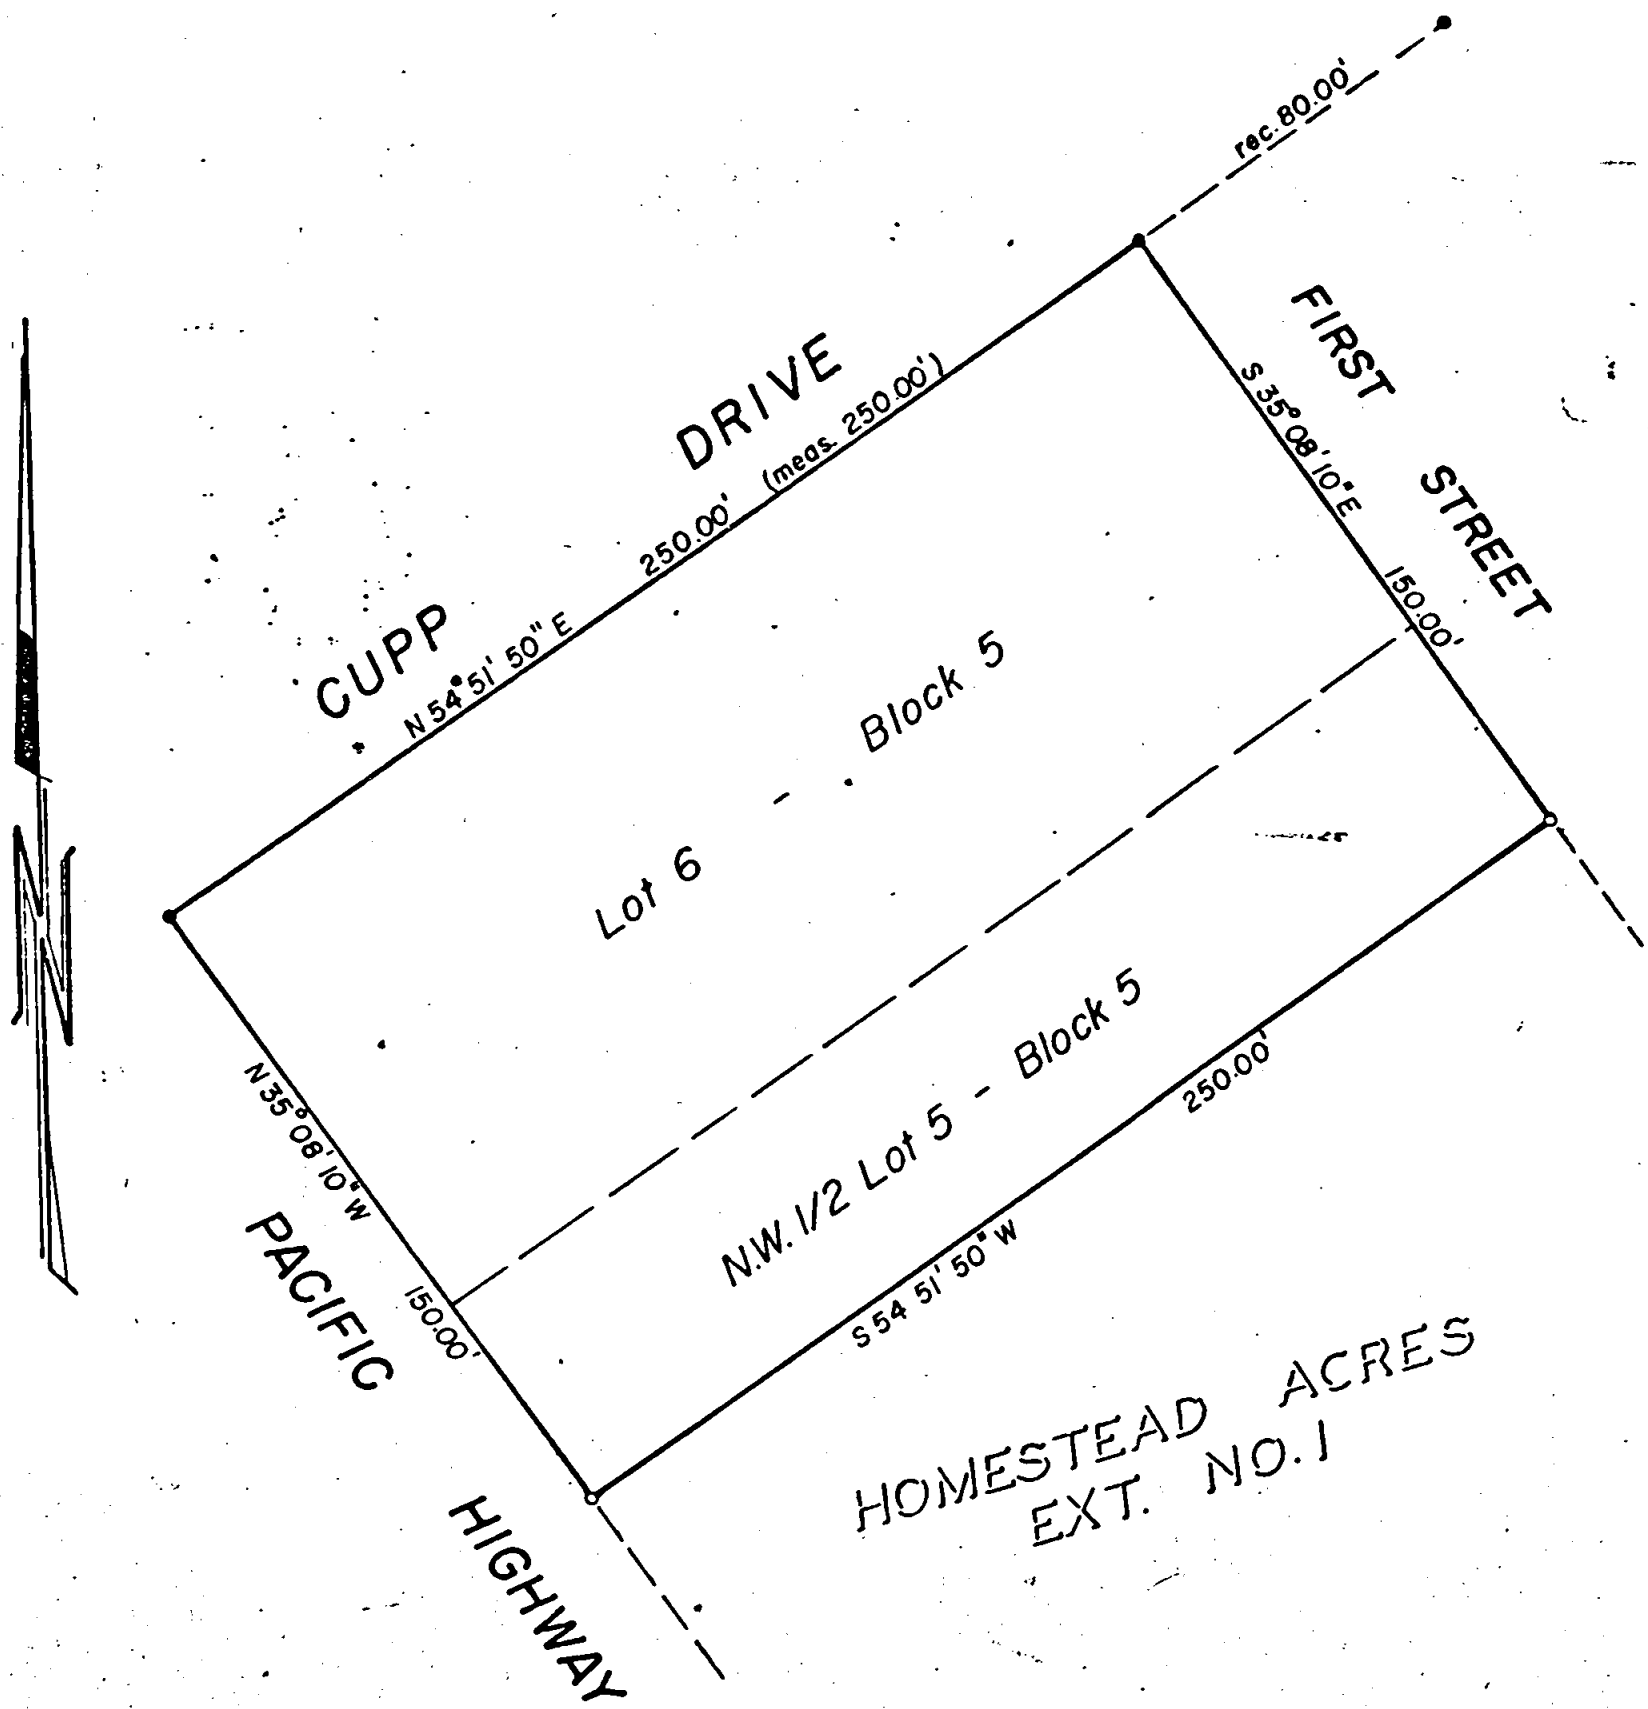 rec. 80.00'
FIRST STREET
S 35° 08' 10" E
150.00'
CUPP DRIVE
N 54° 51' 50" E
250.00' (meas. 250.00')
Lot 6 - Block 5
N
N 35° 08' 10" W
150.00'
PACIFIC HIGHWAY
N.W. 1/2 Lot 5 - Block 5
S 54 51' 50" W
250.00'
HOMESTEAD ACRES
EXT. NO. 1